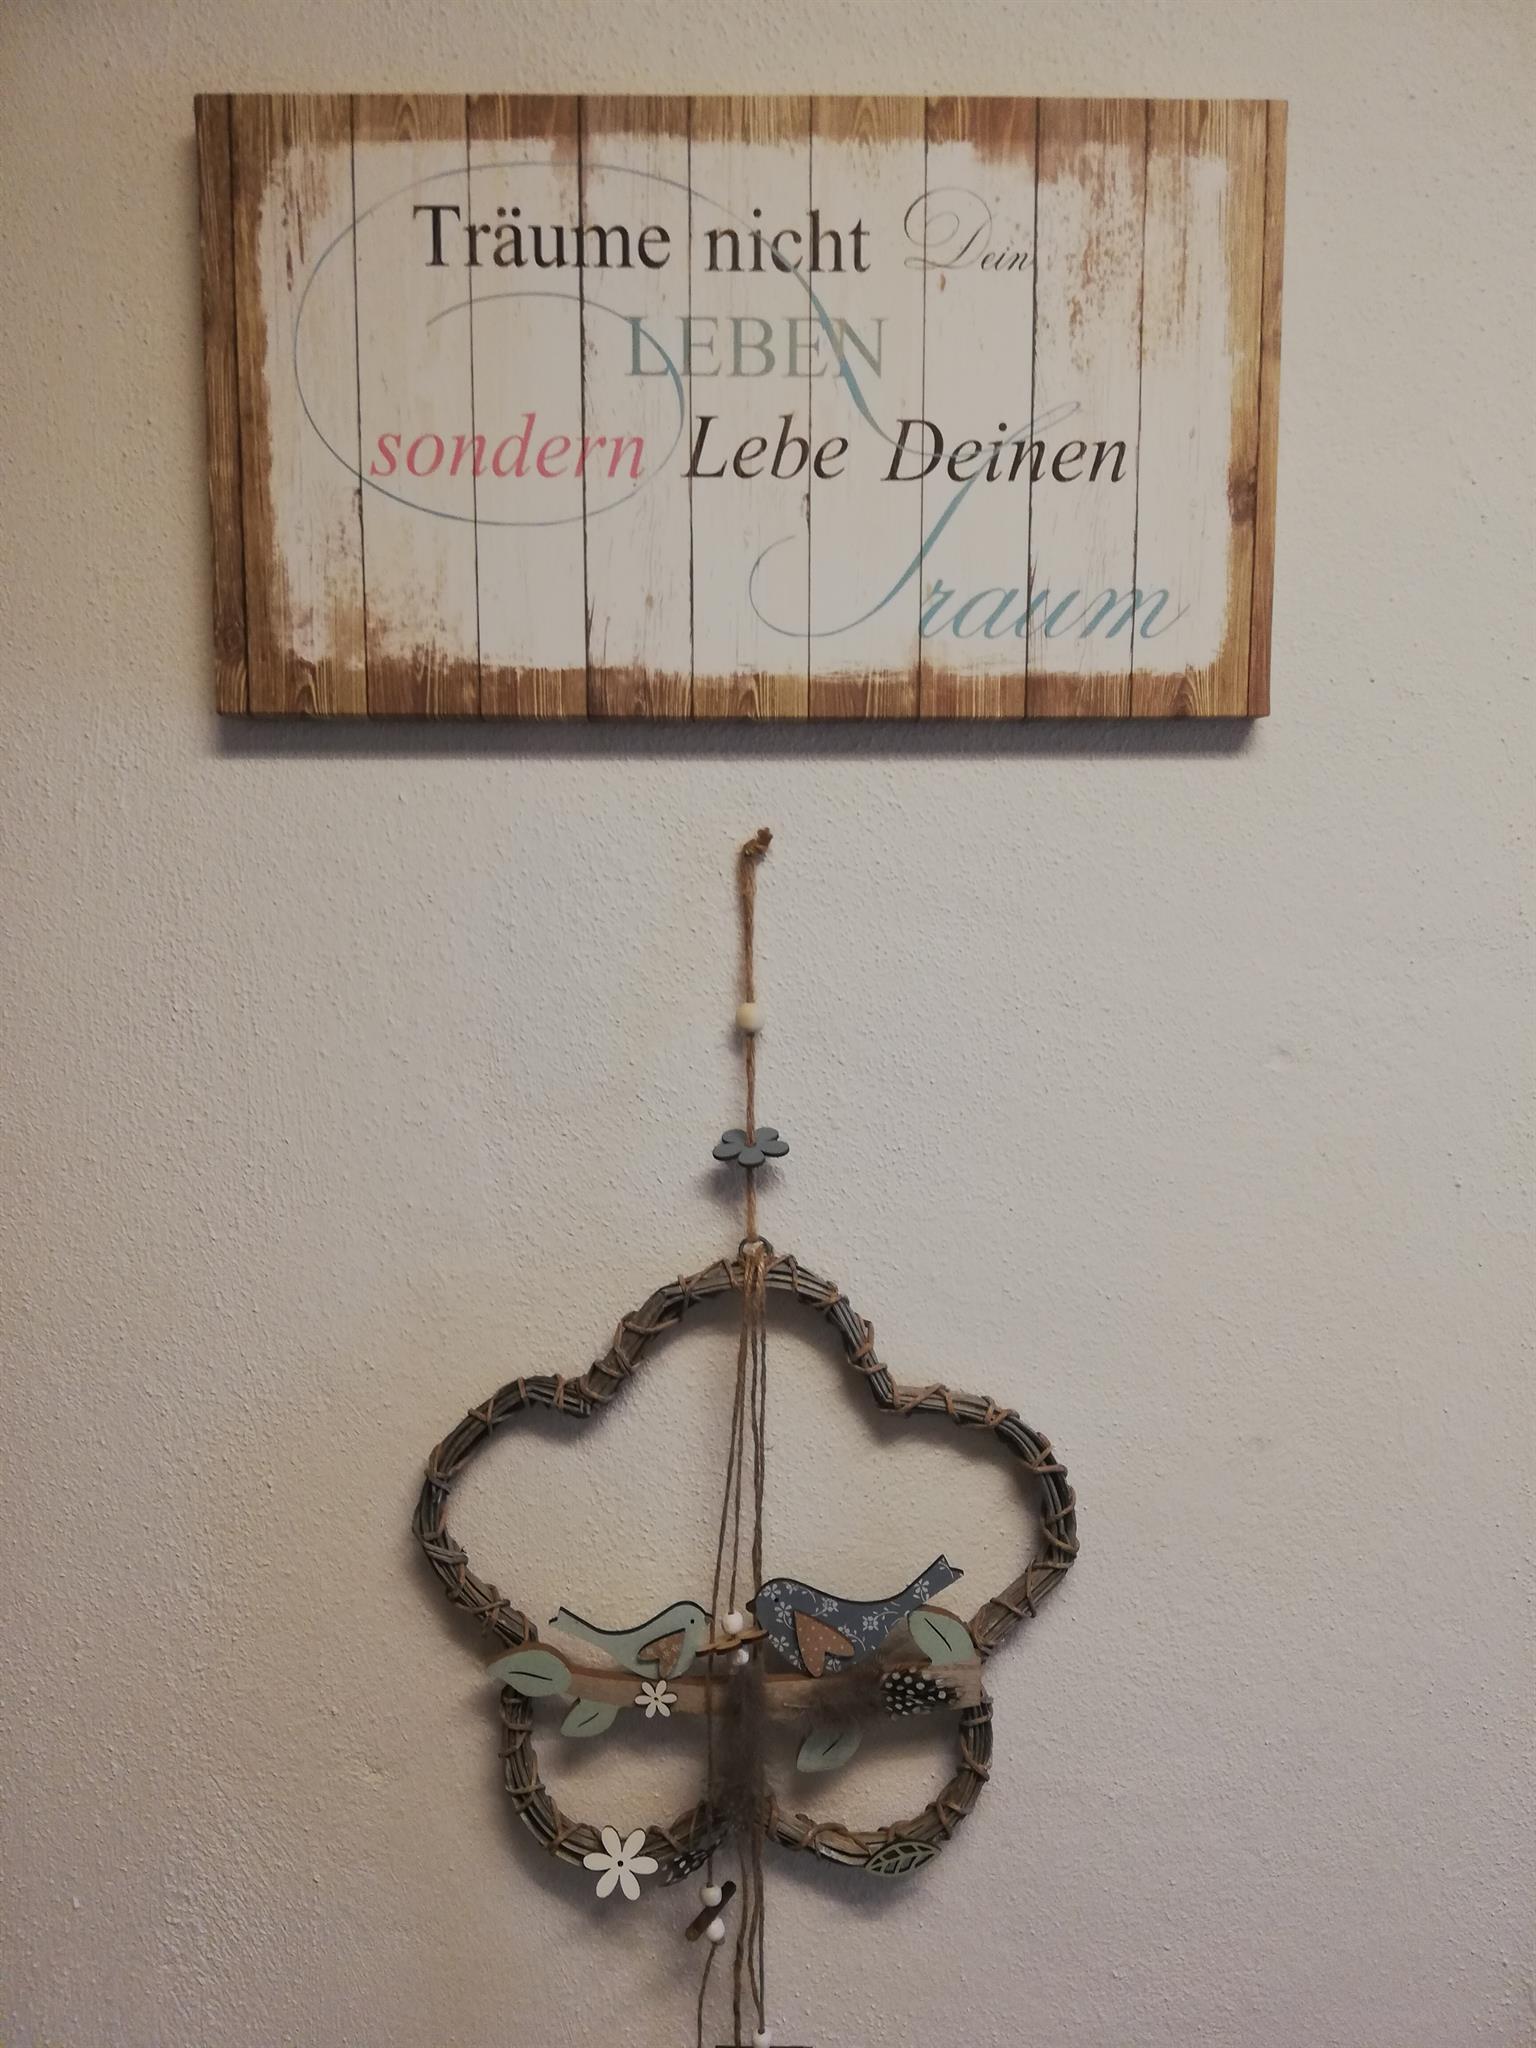 Träume nicht Dein
LEBEN
sondern Lebe Deinen
Traum